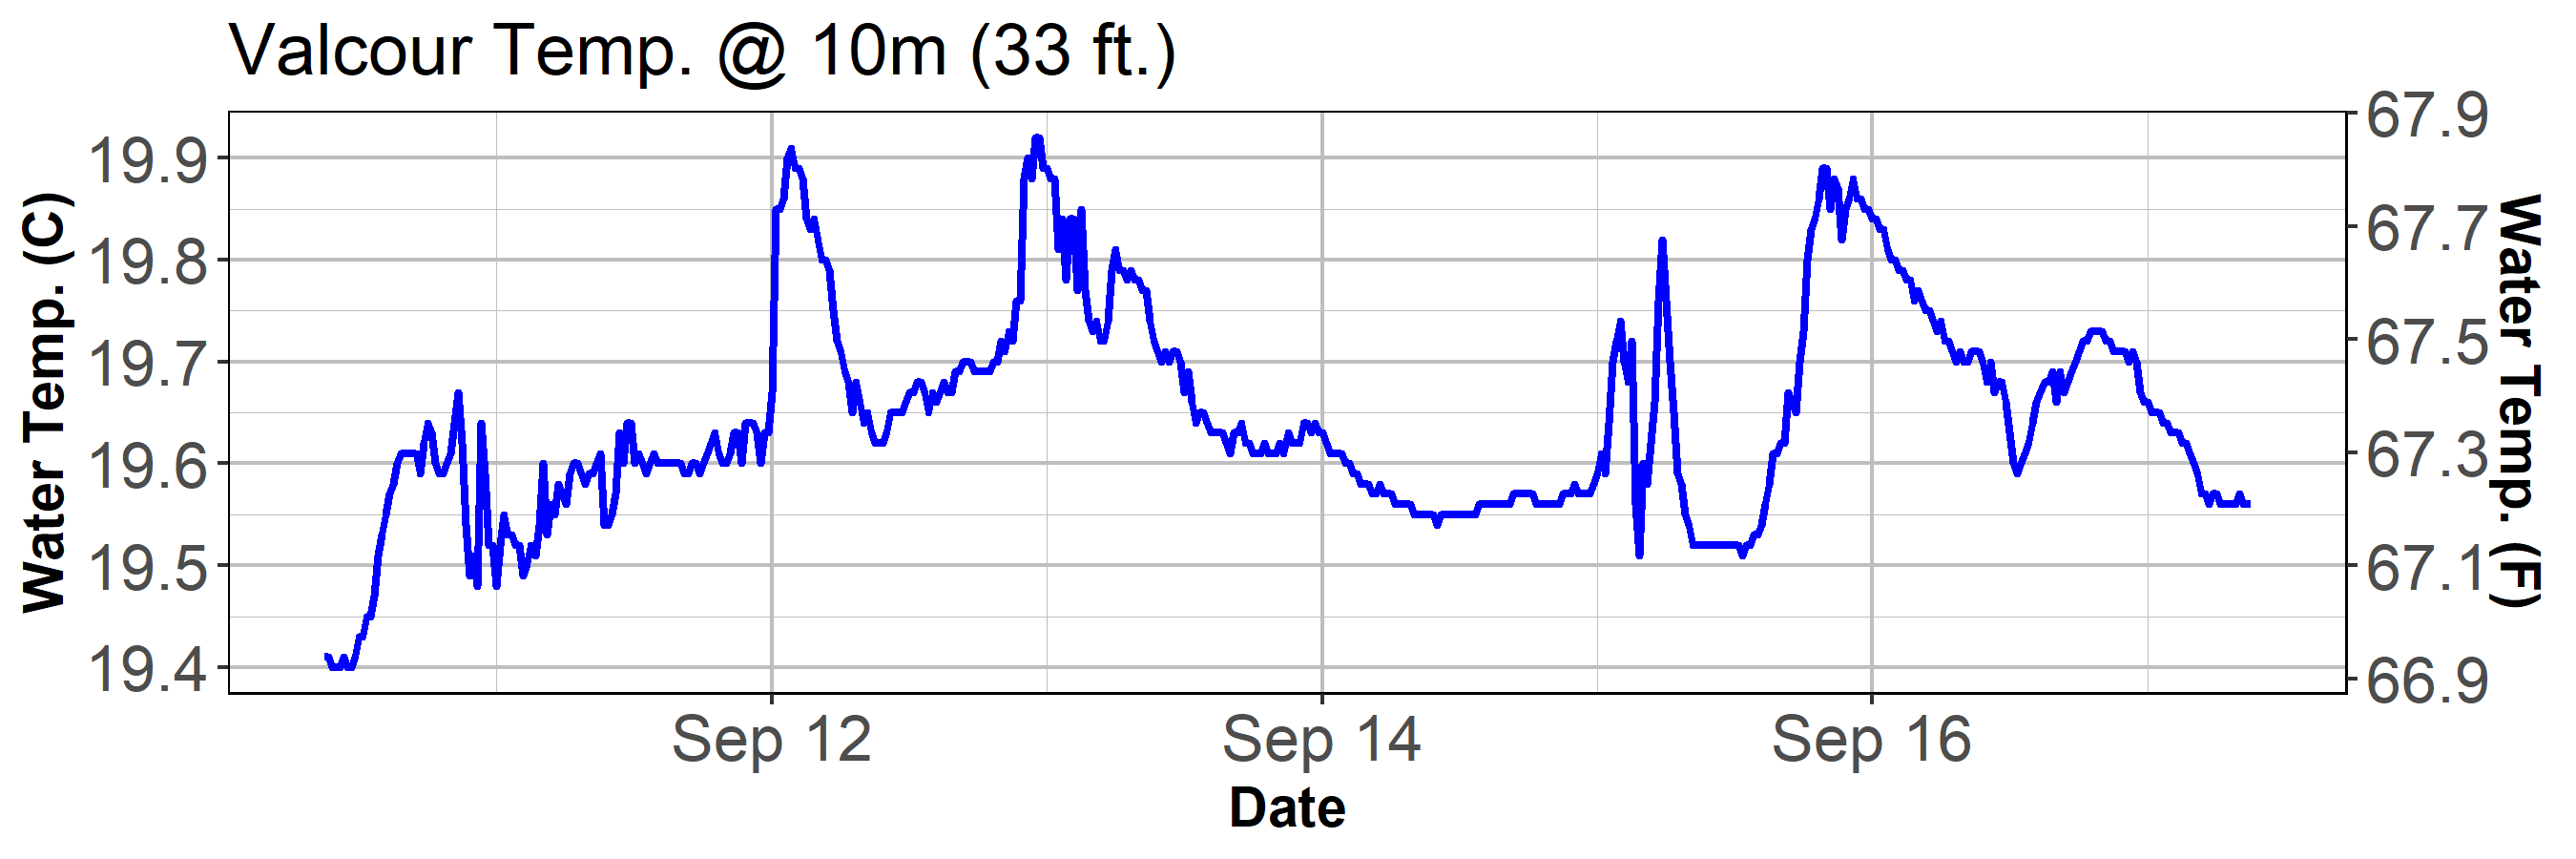 Valcour Temp. @ 10m (33 ft.)
Water Temp. (C)
19.9
19.8
19.7
19.6
19.5
19.4
67.9
67.7
67.5
67.3
67.1
66.9
Water Temp. (F)
Sep 12
Sep 14
Sep 16
Date